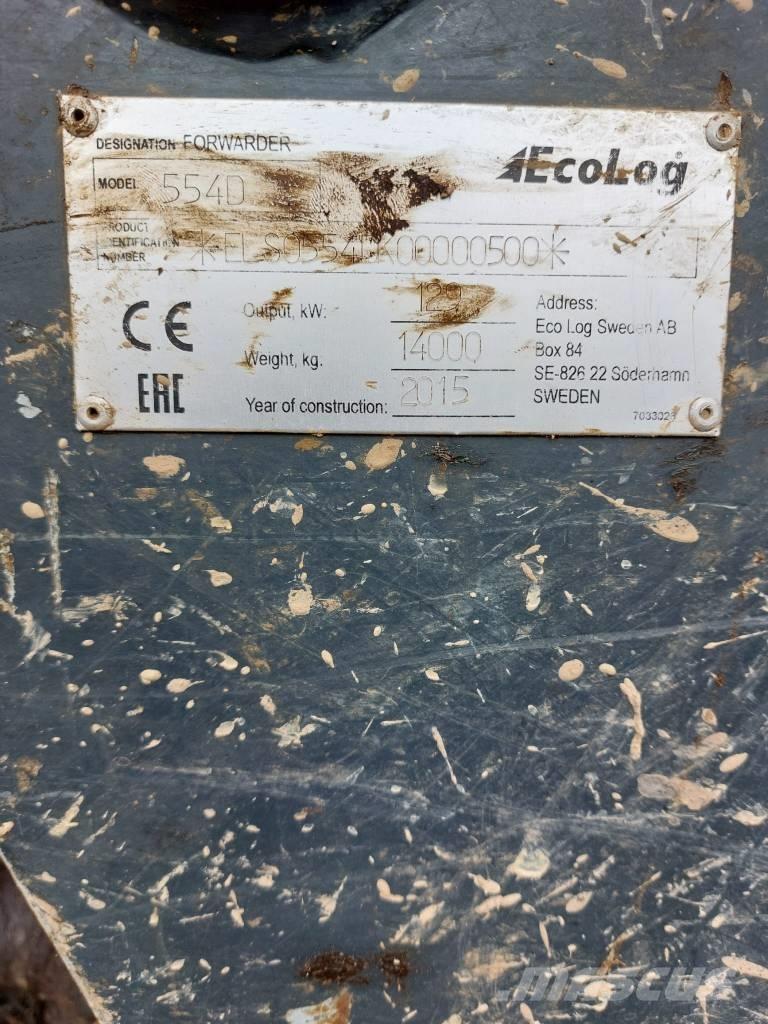 DESIGNATION FORWARDER
EcoLog
MODEL 554D
PRODUCT
IDENTIFICATION
NUMBER
CE
Output, kW: 129
Weight, kg. 14000
Year of construction: 2015
EAC
Address:
Eco Log Sweden AB
Box 84
SE-826 22 Söderhamn
SWEDEN
MASCUS